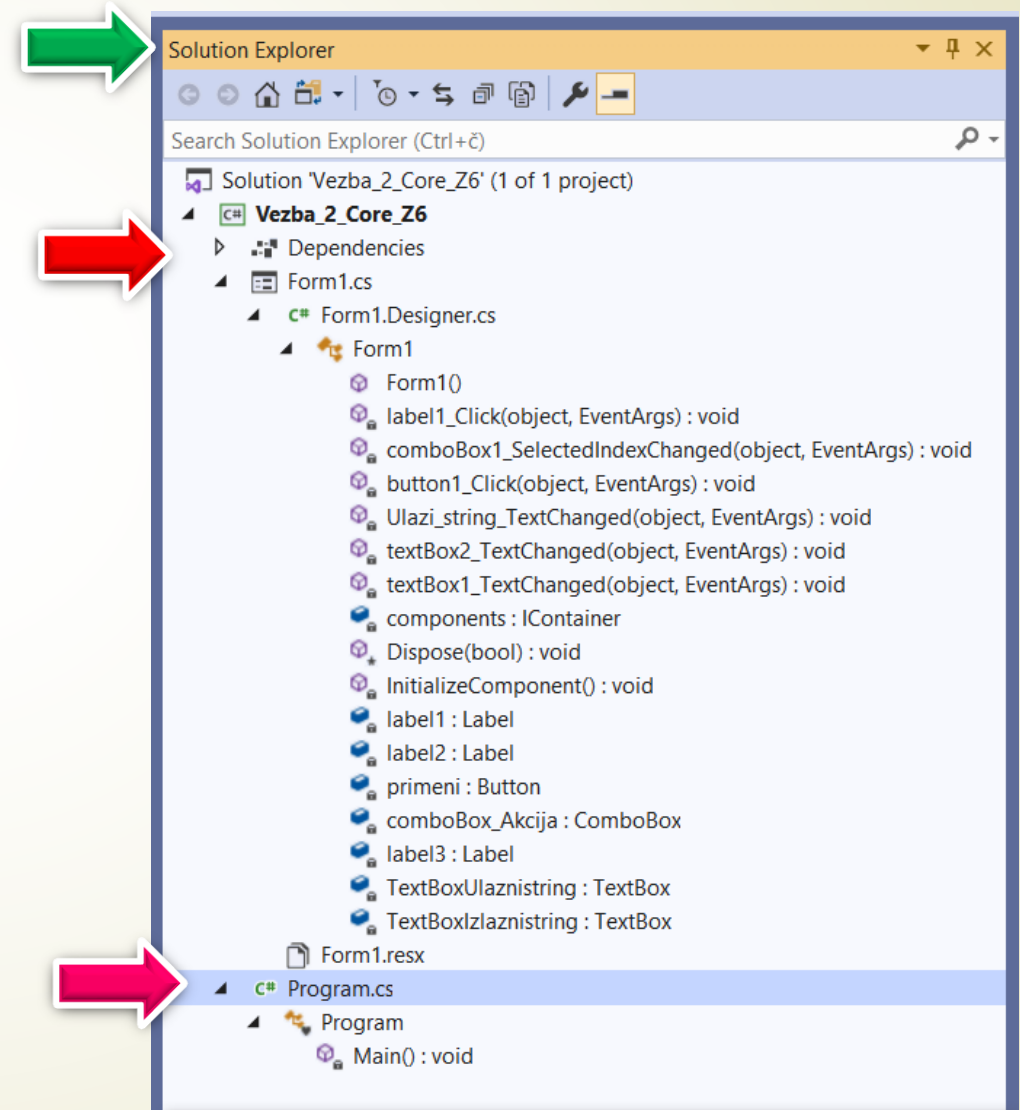 Solution Explorer
Search Solution Explorer (Ctrl+č)
Solution 'Vezba_2_Core_Z6' (1 of 1 project)
C# Vezba_2_Core_Z6
Dependencies
Form1.cs
C# Form1.Designer.cs
Form1
Form1()
label1_Click(object, EventArgs) : void
comboBox1_SelectedIndexChanged(object, EventArgs) : void
button1_Click(object, EventArgs) : void
Ulazi_string_TextChanged(object, EventArgs) : void
textBox2_TextChanged(object, EventArgs) : void
textBox1_TextChanged(object, EventArgs) : void
components : IContainer
Dispose(bool) : void
InitializeComponent() : void
label1 : Label
label2 : Label
primeni : Button
comboBox_Akcija : ComboBox
label3 : Label
TextBoxUlaznistring : TextBox
TextBoxIzlaznistring : TextBox
Form1.resx
C# Program.cs
Program
Main() : void